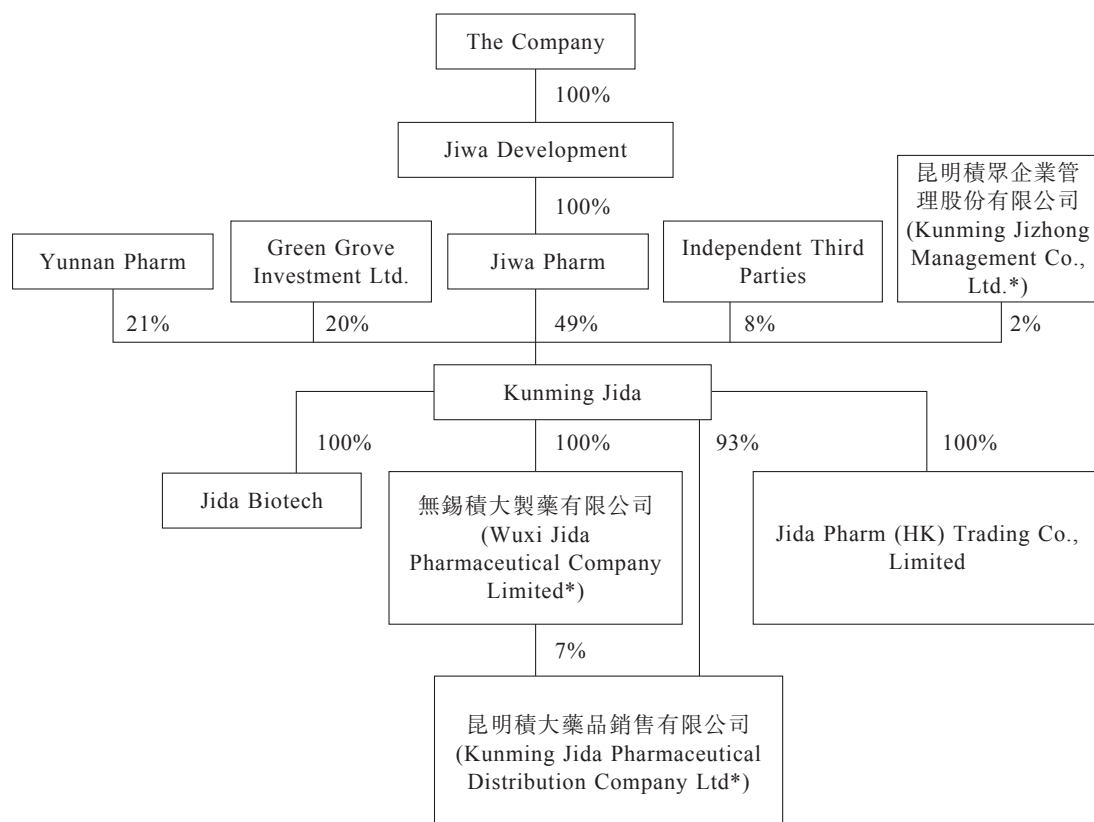 The Company
100%
Jiwa Development
100%
Yunnan Pharm
Green Grove
Investment Ltd.
Jiwa Pharm
Independent Third
Parties
昆明積眾企業管
理股份有限公司
(Kunming Jizhong
Management Co.,
Ltd.*)
21%
20%
49%
8%
2%
Kunming Jida
100%
100%
93%
100%
Jida Biotech
無錫積大製藥有限公司
(Wuxi Jida
Pharmaceutical Company
Limited*)
Jida Pharm (HK) Trading Co.,
Limited
7%
昆明積大藥品銷售有限公司
(Kunming Jida Pharmaceutical
Distribution Company Ltd*)